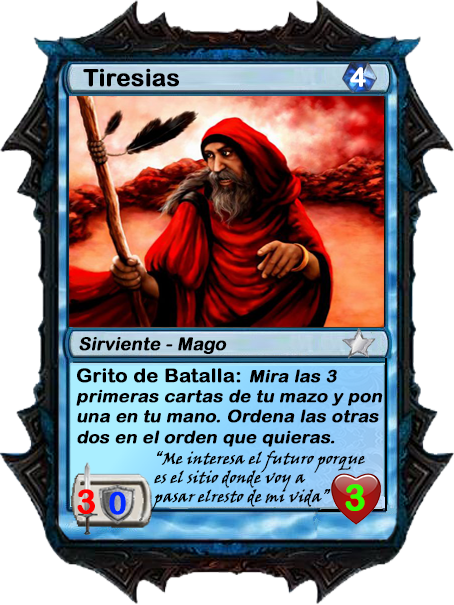 Tiresias
4
Sirviente - Mago
Grito de Batalla: Mira las 3
primeras cartas de tu mazo y pon
una en tu mano. Ordena las otras
dos en el orden que quieras.
“Me interesa el futuro porque
es el sitio donde voy a
pasar elresto de mi vida”
3 0
3